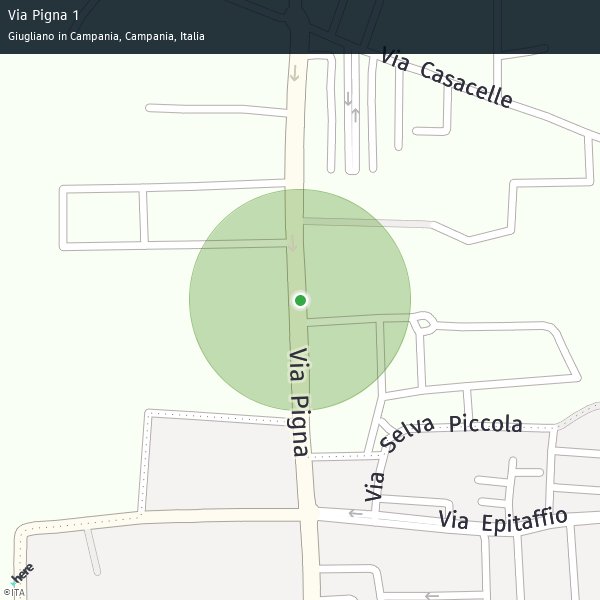 Via Pigna 1
Giugliano in Campania, Campania, Italia
Via Casacelle
Via Pigna
Via Selva Piccola
Via Epitaffio
here
©ITA